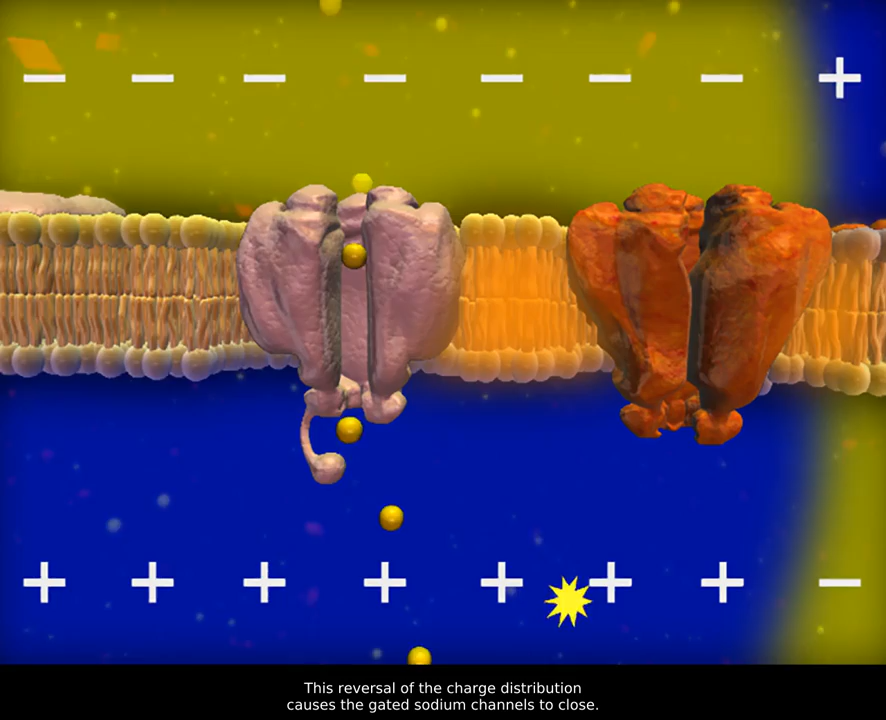 − − − − − − − +
+ + + + + + + −
This reversal of the charge distribution
causes the gated sodium channels to close.